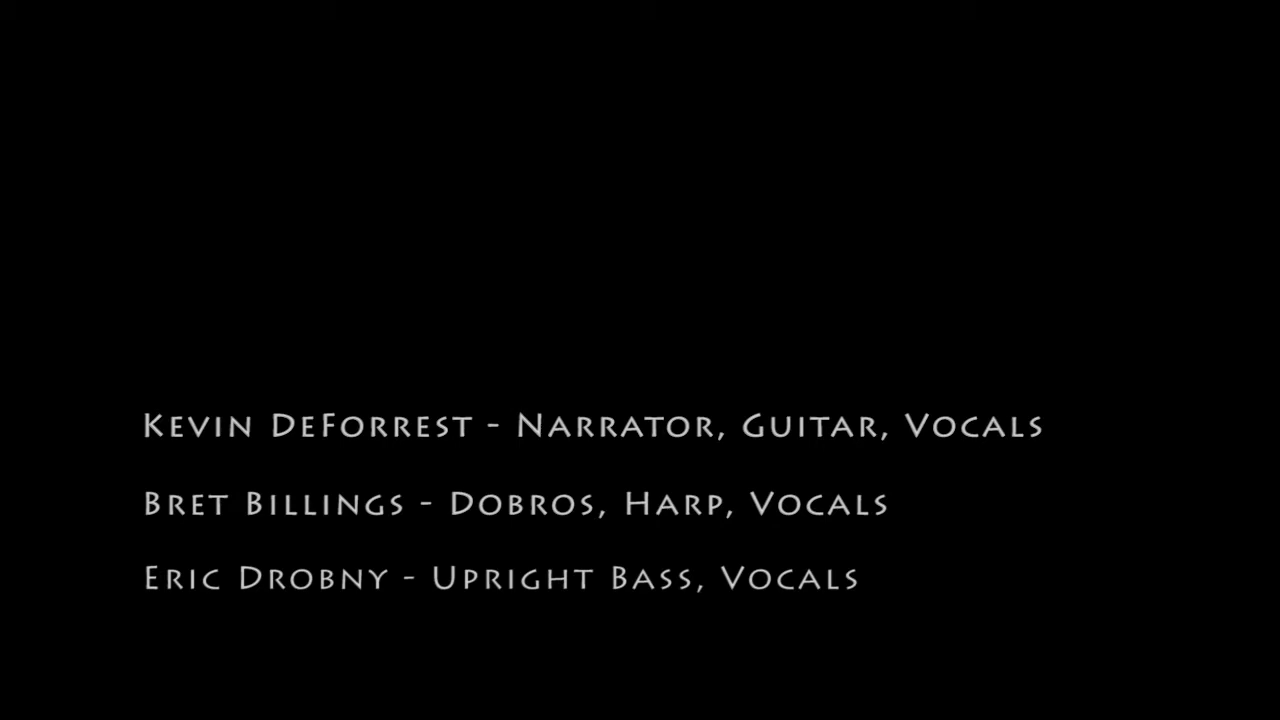 Kevin DeForrest - Narrator, Guitar, Vocals
Bret Billings - Dobros, Harp, Vocals
Eric Drobny - Upright Bass, Vocals